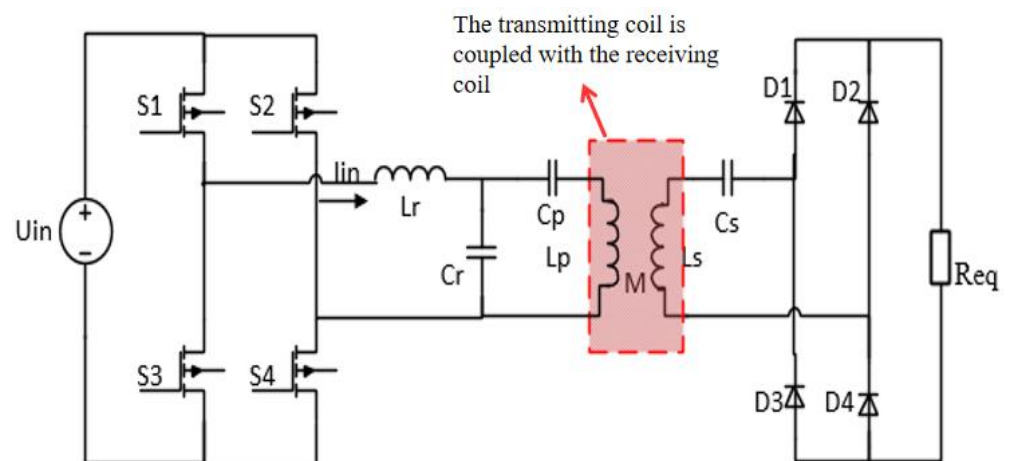 The transmitting coil is
coupled with the receiving
coil
S1
S2
D1
D2
Iin
Lr
Cp
Cs
Uin
+
−
Cr
Lp
M
Ls
Req
S3
S4
D3
D4